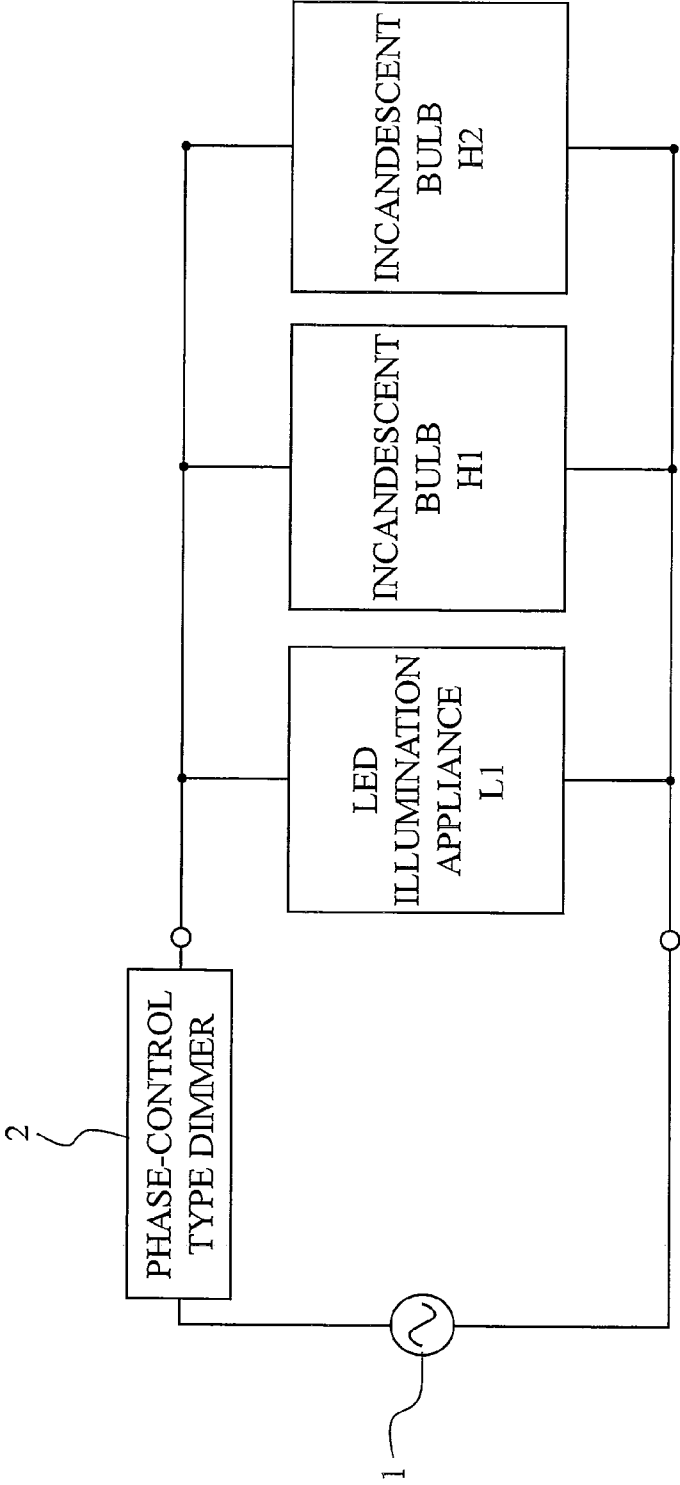 2
PHASE-CONTROL
TYPE DIMMER
1
LED
ILLUMINATION
APPLIANCE
L1
INCANDESCENT
BULB
H1
INCANDESCENT
BULB
H2